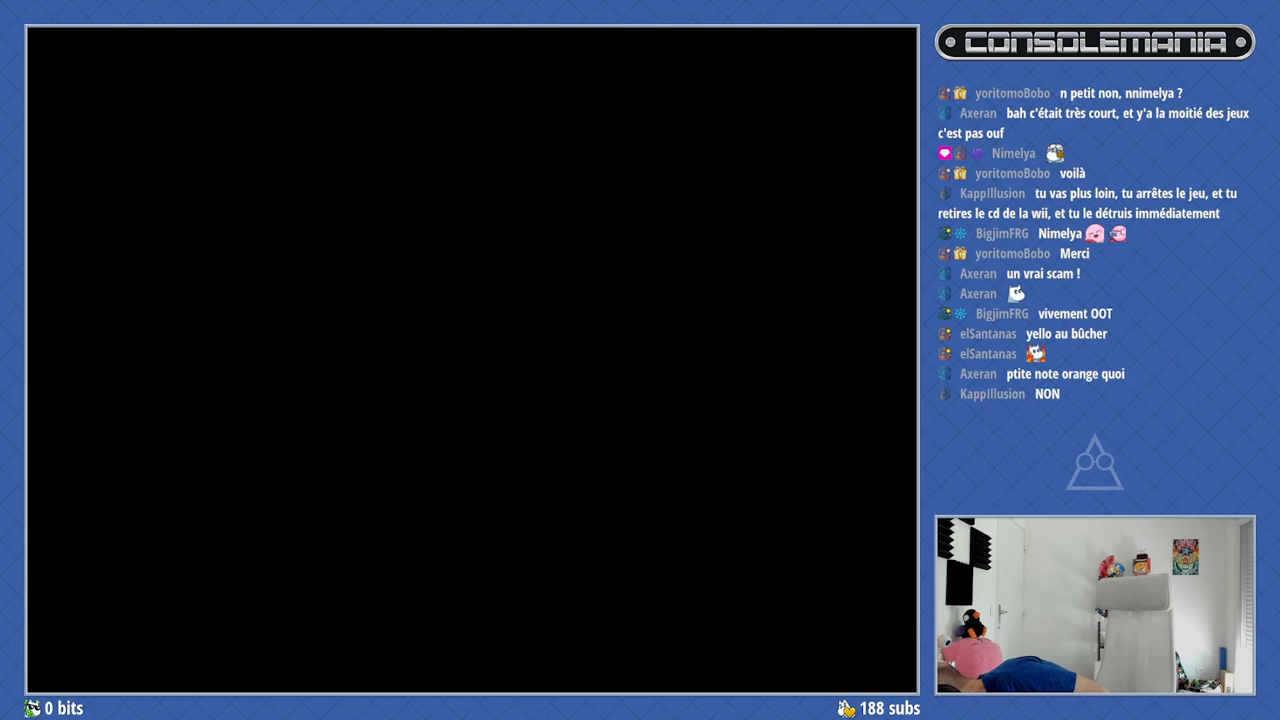 CONSOLEMANIA
yoritomoBobo n petit non, nnimelya ?
Axeran bah c'était très court, et y'a la moitié des jeux
c'est pas ouf
Nimelya
yoritomoBobo voilà
KappIllusion tu vas plus loin, tu arrêtes le jeu, et tu
retires le cd de la wii, et tu le détruis immédiatement
BigjimFRG Nimelya
yoritomoBobo Merci
Axeran un vrai scam !
Axeran
BigjimFRG vivement OOT
elSantanas yello au bûcher
elSantanas
Axeran ptite note orange quoi
KappIllusion NON
0 bits
188 subs